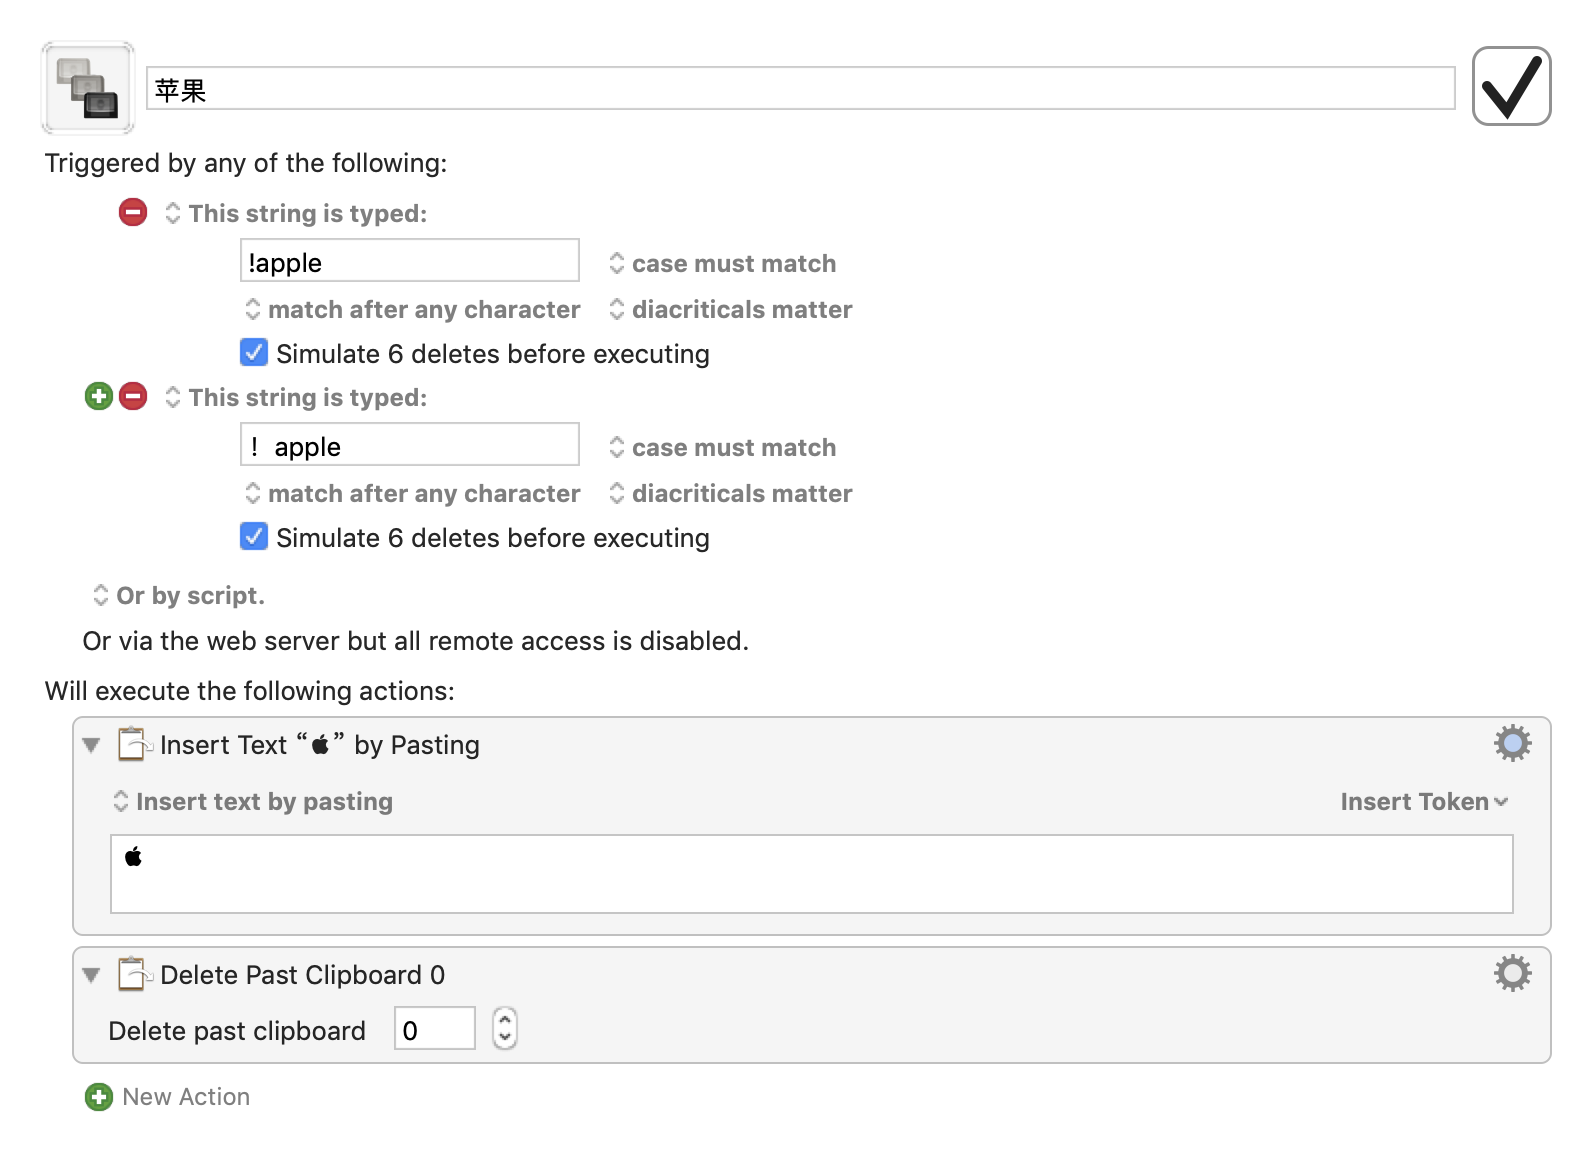 苹果
Triggered by any of the following:
This string is typed:
!apple
case must match
match after any character
diacriticals matter
Simulate 6 deletes before executing
This string is typed:
！apple
case must match
match after any character
diacriticals matter
Simulate 6 deletes before executing
Or by script.
Or via the web server but all remote access is disabled.
Will execute the following actions:
Insert Text “” by Pasting
Insert text by pasting
Insert Token

Delete Past Clipboard 0
Delete past clipboard 0
New Action